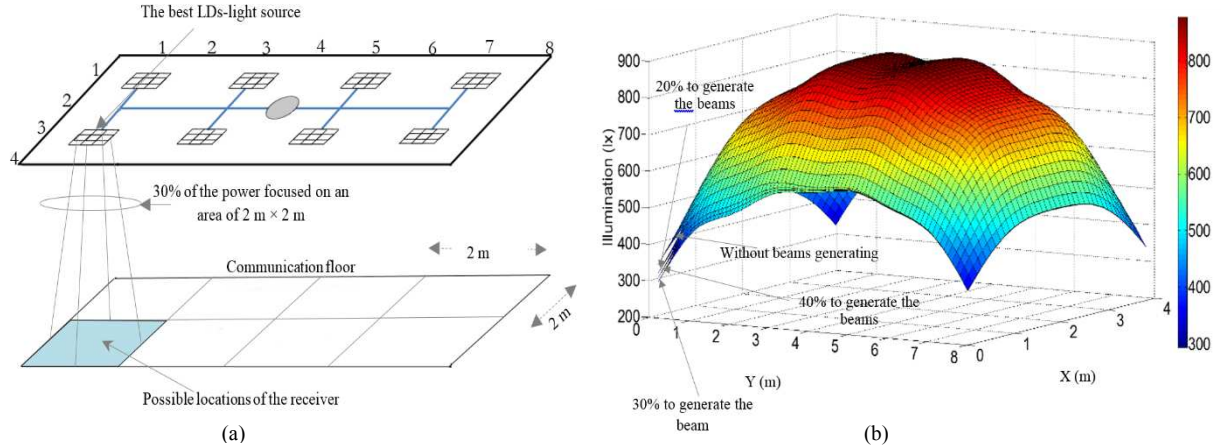 The best LDs-light source
1 2 3 4 5 6 7 8
1
2
3
4
30% of the power focused on an
area of 2 m × 2 m
Communication floor
2 m
2 m
Possible locations of the receiver
(a)
900
800
700
600
500
400
300
200
Illumination (lx)
20% to generate
the beams
Without beams generating
40% to generate the
beams
30% to generate the
beam
0 1 2 3 4 5 6 7 8
Y (m)
0 1 2 3 4
X (m)
800
700
600
500
400
300
(b)